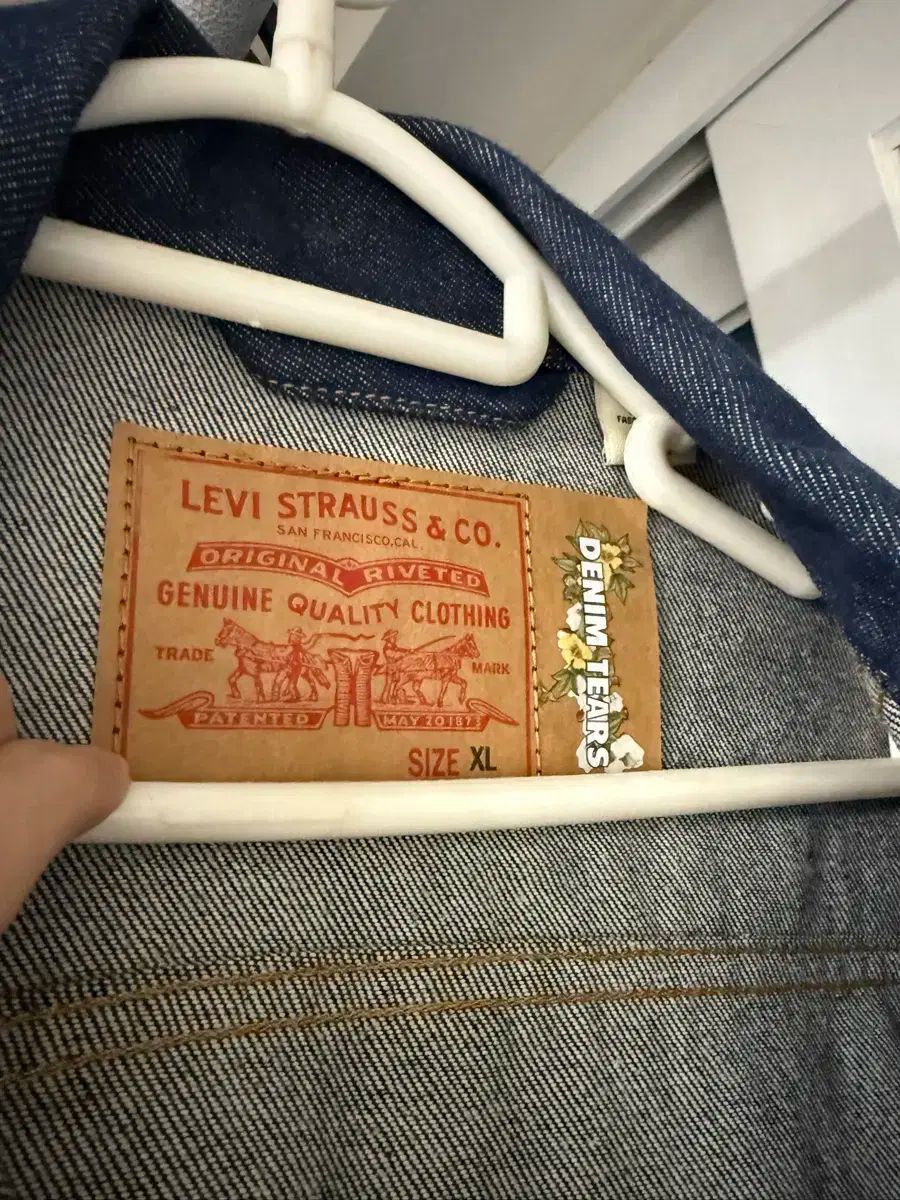 LEVI STRAUSS & CO.
SAN FRANCISCO, CAL.
ORIGINAL RIVETED
GENUINE QUALITY CLOTHING
TRADE MARK
PATENTED MAY 20 1873
SIZE XL
DENIM TEARS